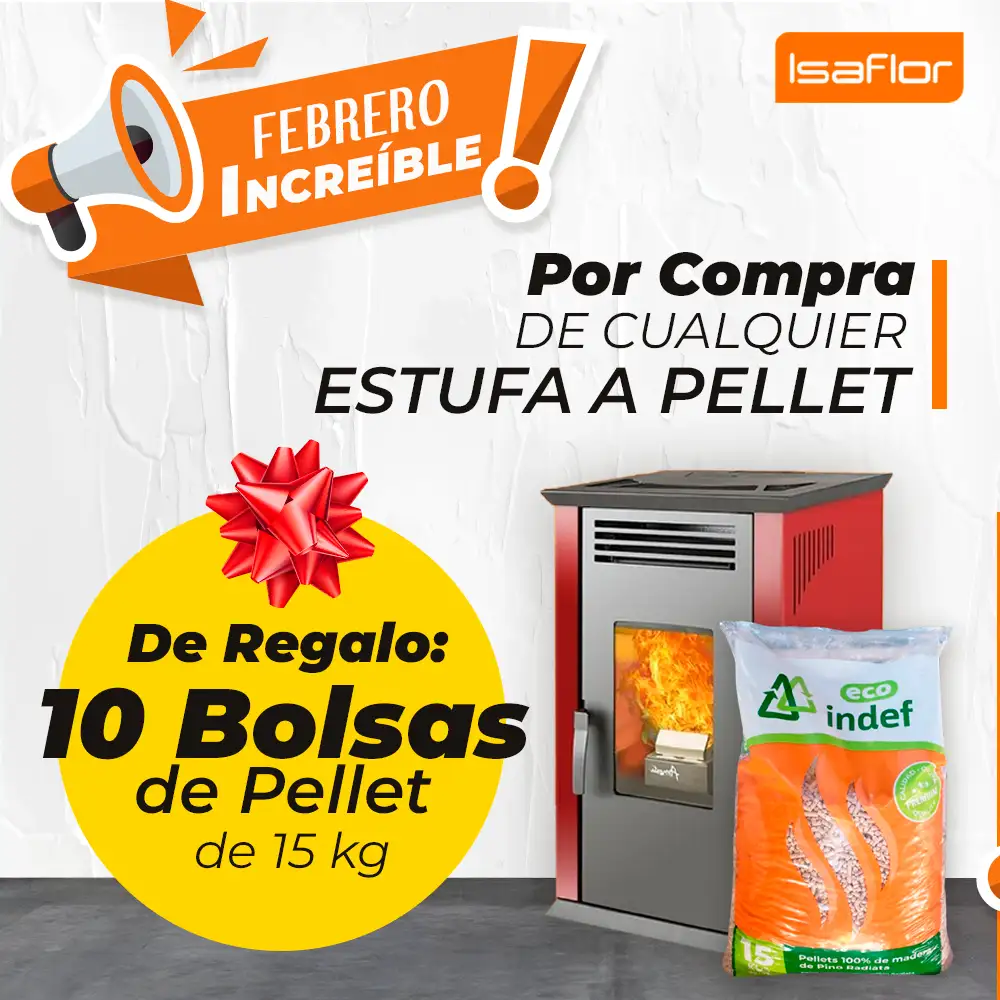 FEBRERO
INCREÍBLE
Isaflor
Por Compra
DE CUALQUIER
ESTUFA A PELLET
De Regalo:
10 Bolsas
de Pellet
de 15 kg
eco
indef
CALIDAD
PREMIUM
15
Pellets 100% de madera
de Pino Radiata